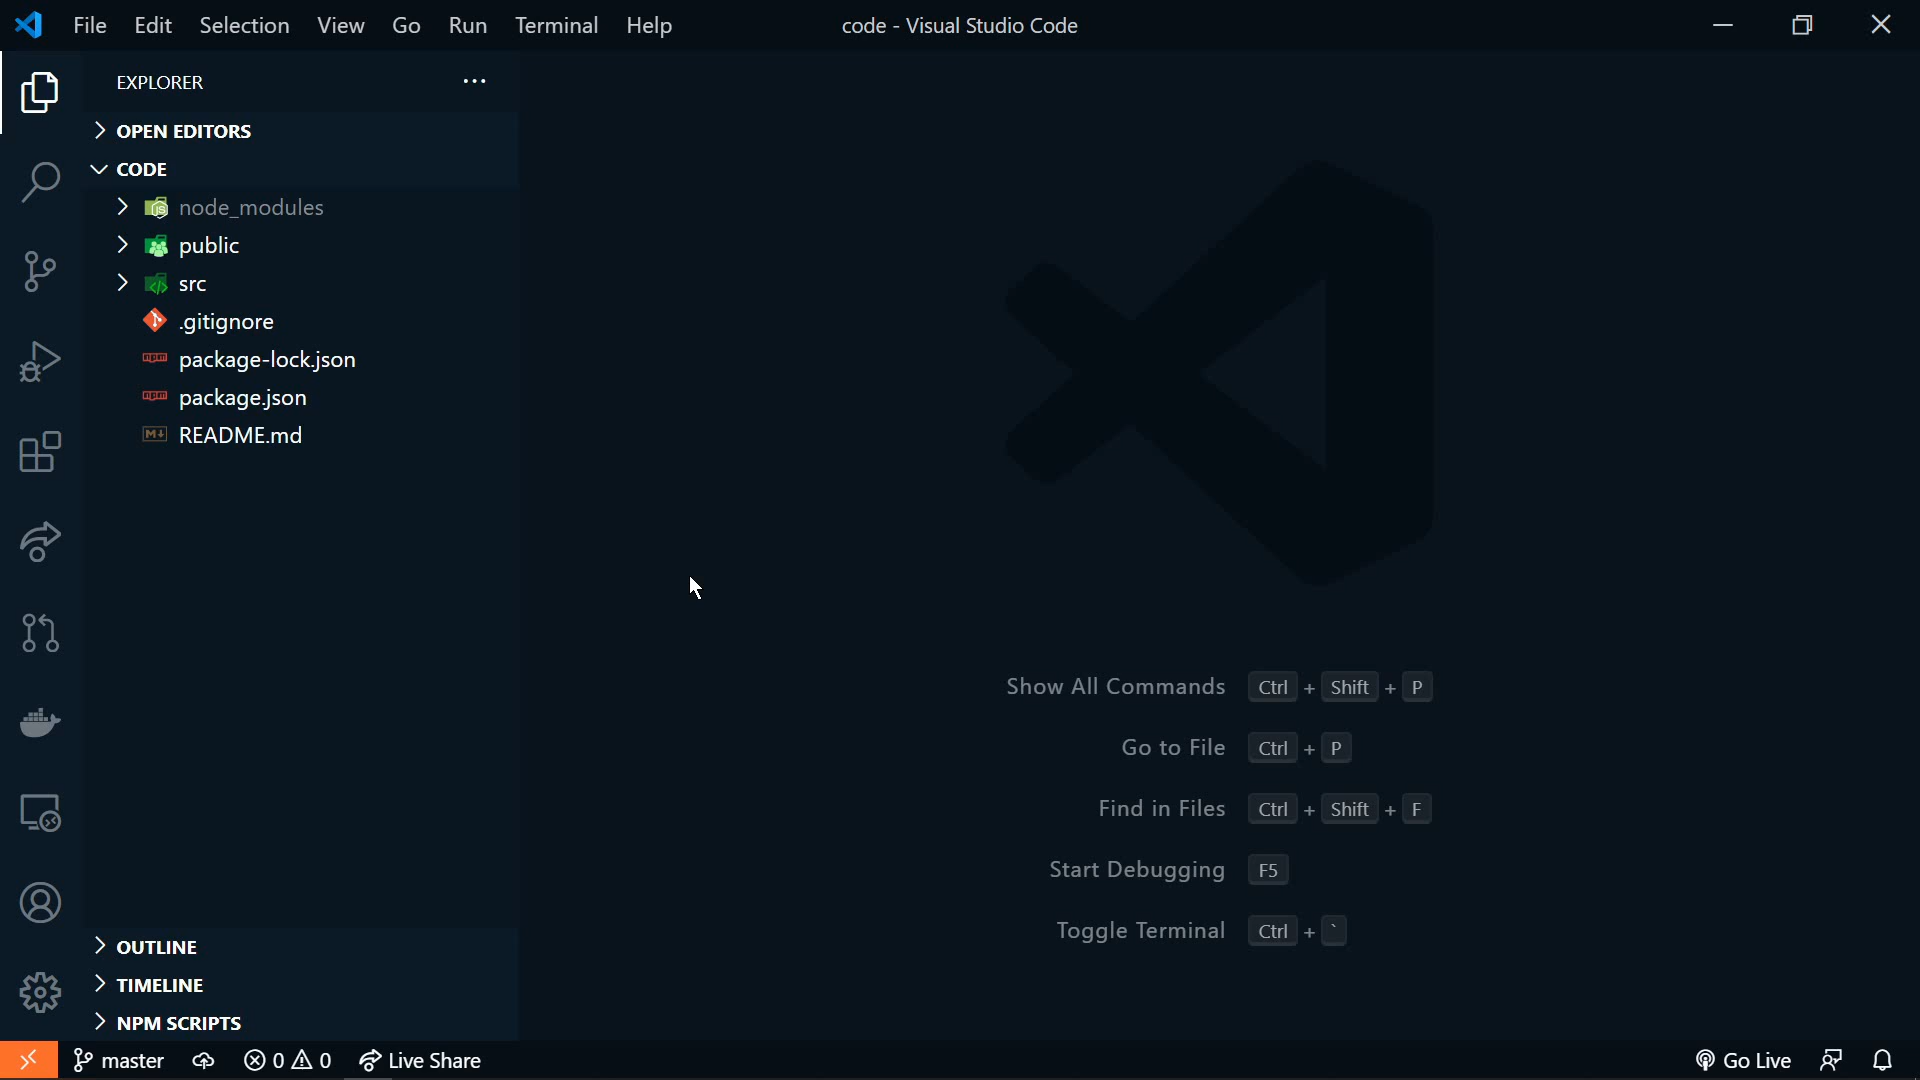 File Edit Selection View Go Run Terminal Help
code - Visual Studio Code
EXPLORER
OPEN EDITORS
CODE
node_modules
public
src
.gitignore
package-lock.json
package.json
README.md
Show All Commands Ctrl + Shift + P
Go to File Ctrl + P
Find in Files Ctrl + Shift + F
Start Debugging F5
Toggle Terminal Ctrl + `
OUTLINE
TIMELINE
NPM SCRIPTS
master 0 0 Live Share Go Live